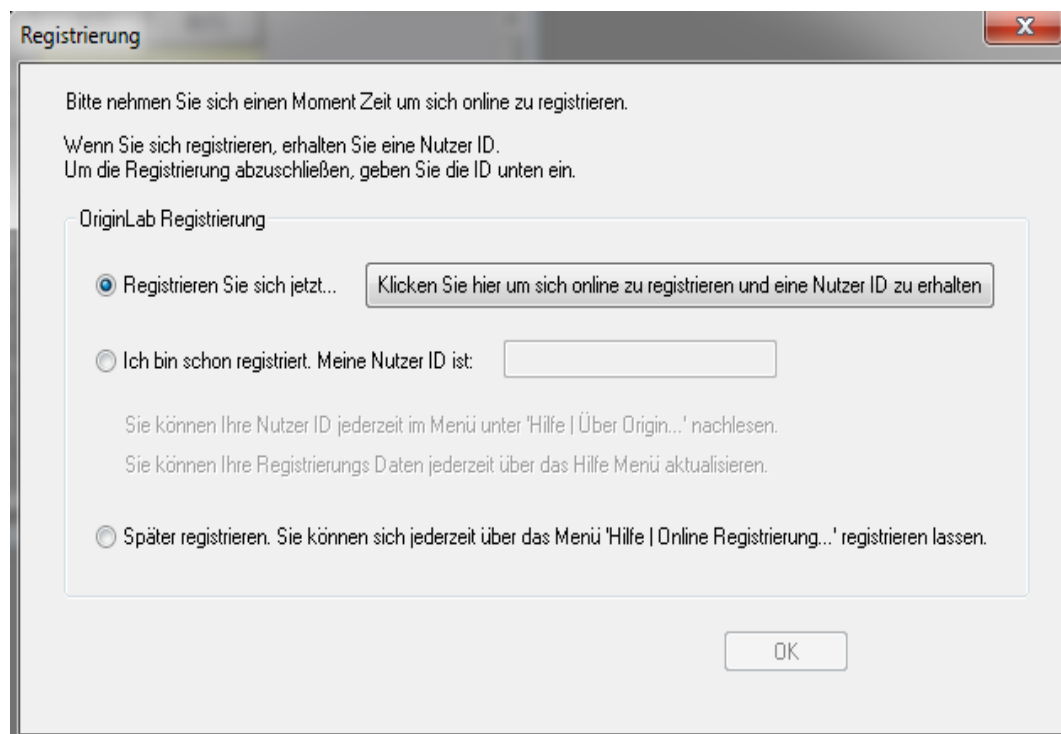 Registrierung
X
Bitte nehmen Sie sich einen Moment Zeit um sich online zu registrieren.
Wenn Sie sich registrieren, erhalten Sie eine Nutzer ID.
Um die Registrierung abzuschließen, geben Sie die ID unten ein.
OriginLab Registrierung
Registrieren Sie sich jetzt... Klicken Sie hier um sich online zu registrieren und eine Nutzer ID zu erhalten
Ich bin schon registriert. Meine Nutzer ID ist:
Sie können Ihre Nutzer ID jederzeit im Menü unter 'Hilfe | Über Origin...' nachlesen.
Sie können Ihre Registrierungs Daten jederzeit über das Hilfe Menü aktualisieren.
Später registrieren. Sie können sich jederzeit über das Menü 'Hilfe | Online Registrierung...' registrieren lassen.
OK